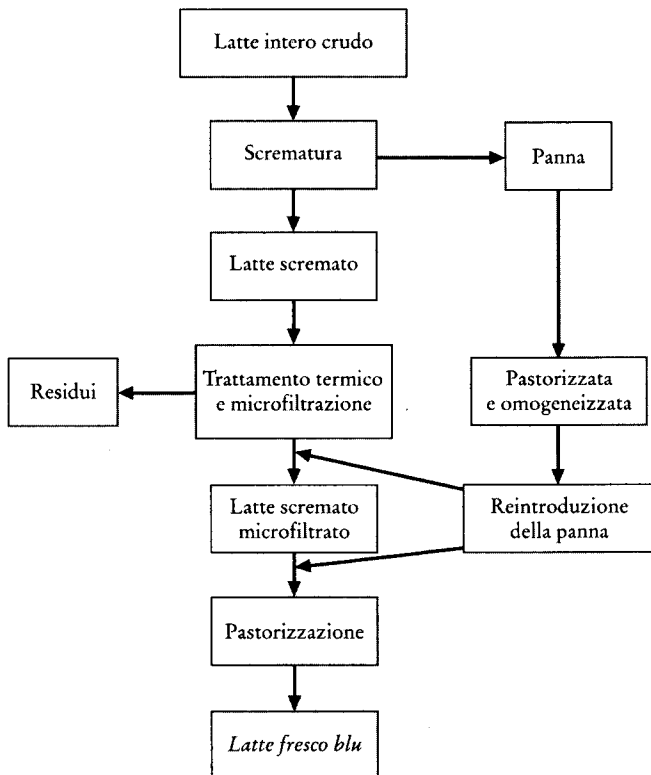 Latte intero crudo
Scrematura
Panna
Latte scremato
Residui
Trattamento termico
e microfiltrazione
Pastorizzata
e omogeneizzata
Latte scremato
microfiltrato
Reintroduzione
della panna
Pastorizzazione
Latte fresco blu